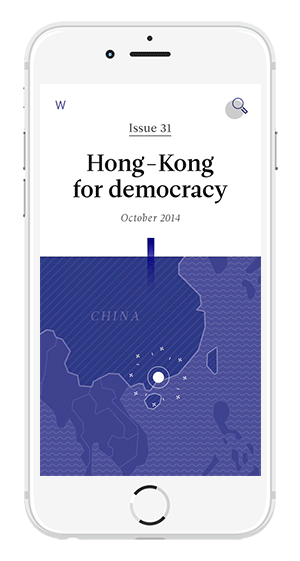 W
Issue 31
Hong-Kong
for democracy
October 2014
CHINA